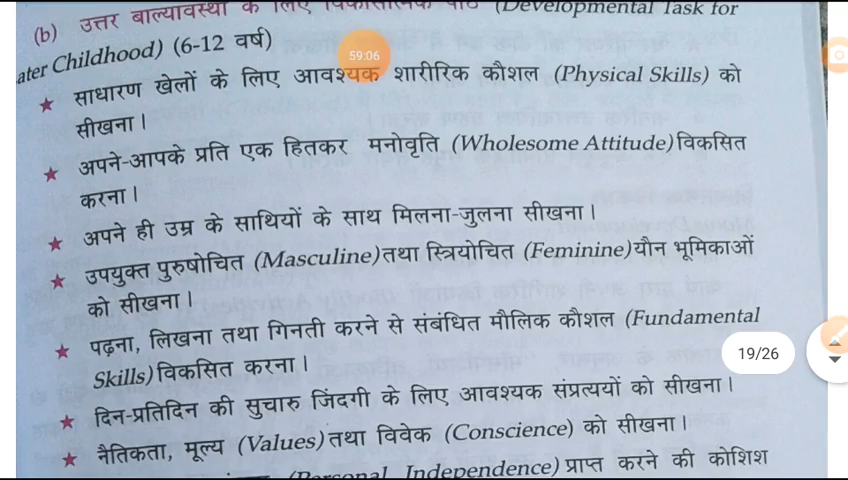 (b) उत्तर बाल्यावस्था के लिए विकासात्मक पाठ (Developmental Task for
ater Childhood) (6-12 वर्ष)
59:06
★ साधारण खेलों के लिए आवश्यक शारीरिक कौशल (Physical Skills) को
सीखना।
★ अपने-आपके प्रति एक हितकर मनोवृति (Wholesome Attitude) विकसित
करना।
★ अपने ही उम्र के साथियों के साथ मिलना-जुलना सीखना।
★ उपयुक्त पुरुषोचित (Masculine) तथा स्त्रियोचित (Feminine) यौन भूमिकाओं
को सीखना।
★ पढ़ना, लिखना तथा गिनती करने से संबंधित मौलिक कौशल (Fundamental
Skills) विकसित करना।
19/26
★ दिन-प्रतिदिन की सुचारु जिंदगी के लिए आवश्यक संप्रत्ययों को सीखना।
★ नैतिकता, मूल्य (Values) तथा विवेक (Conscience) को सीखना।
(Personal Independence) प्राप्त करने की कोशिश